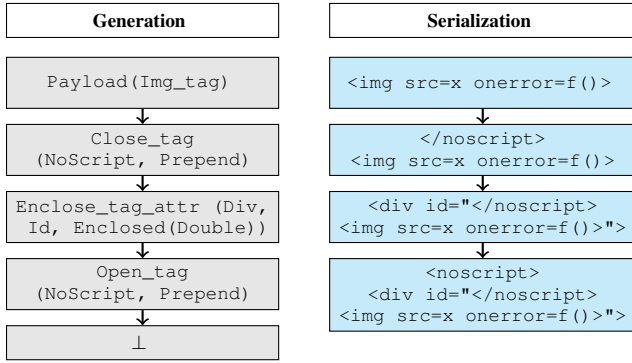 Generation
Payload(Img_tag)
Close_tag
(NoScript, Prepend)
Enclose_tag_attr (Div,
Id, Enclosed(Double))
Open_tag
(NoScript, Prepend)
⊥
Serialization
<img src=x onerror=f()>
</noscript>
<img src=x onerror=f()>
<div id="</noscript>
<img src=x onerror=f()>">
<noscript>
<div id="</noscript>
<img src=x onerror=f()>">